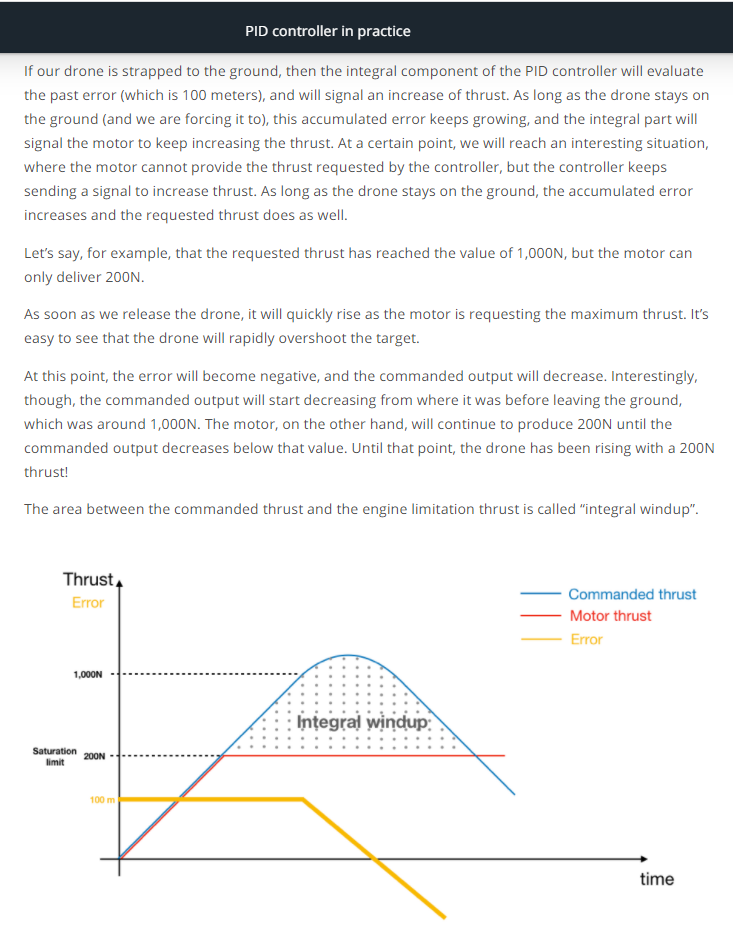 PID controller in practice
If our drone is strapped to the ground, then the integral component of the PID controller will evaluate
the past error (which is 100 meters), and will signal an increase of thrust. As long as the drone stays on
the ground (and we are forcing it to), this accumulated error keeps growing, and the integral part will
signal the motor to keep increasing the thrust. At a certain point, we will reach an interesting situation,
where the motor cannot provide the thrust requested by the controller, but the controller keeps
sending a signal to increase thrust. As long as the drone stays on the ground, the accumulated error
increases and the requested thrust does as well.
Let's say, for example, that the requested thrust has reached the value of 1,000N, but the motor can
only deliver 200N.
As soon as we release the drone, it will quickly rise as the motor is requesting the maximum thrust. It's
easy to see that the drone will rapidly overshoot the target.
At this point, the error will become negative, and the commanded output will decrease. Interestingly,
though, the commanded output will start decreasing from where it was before leaving the ground,
which was around 1,000N. The motor, on the other hand, will continue to produce 200N until the
commanded output decreases below that value. Until that point, the drone has been rising with a 200N
thrust!
The area between the commanded thrust and the engine limitation thrust is called "integral windup".
Thrust
Error
Commanded thrust
Motor thrust
Error
1,000N
Integral windup
Saturation
limit
200N
100 m
time